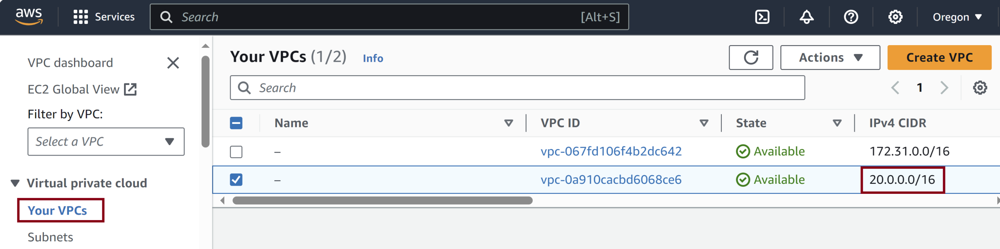 aws
Services
Search
[Alt+S]
Oregon
VPC dashboard
EC2 Global View
Filter by VPC:
Select a VPC
Virtual private cloud
Your VPCs
Subnets
Your VPCs (1/2) Info
Actions
Create VPC
Search
1
Name VPC ID State IPv4 CIDR
– vpc-067fd106f4b2dc642 Available 172.31.0.0/16
– vpc-0a910cacbd6068ce6 Available 20.0.0.0/16